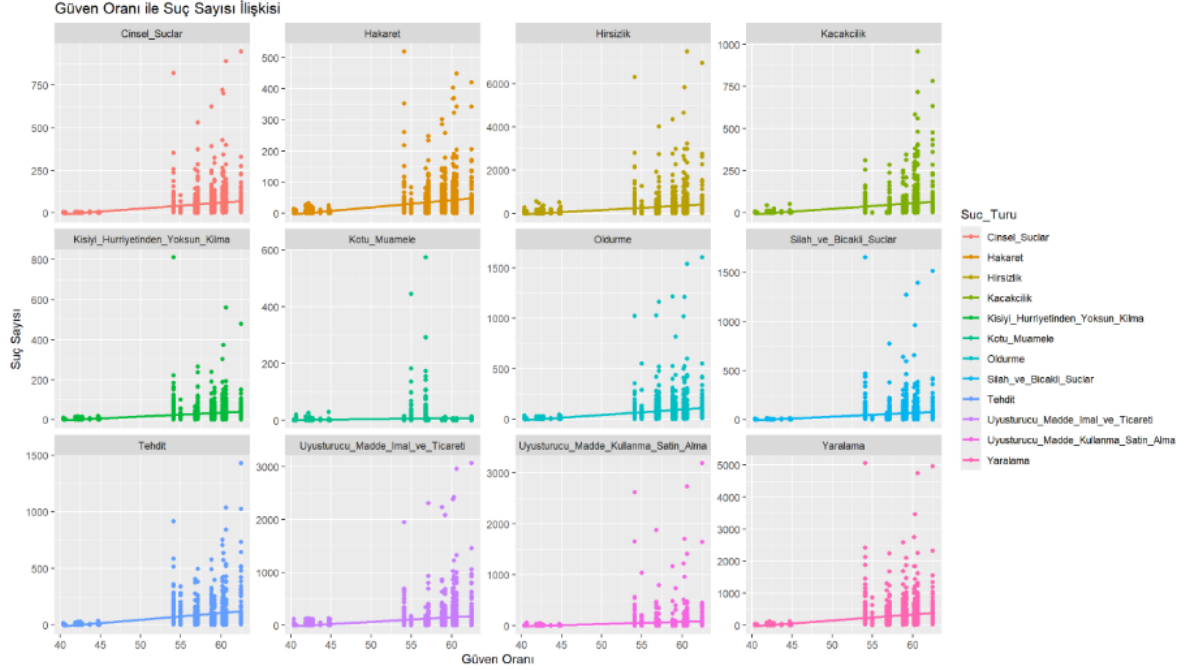 Güven Oranı ile Suç Sayısı İlişkisi
Cinsel_Suclar
Hakaret
Hirsizlik
Kacakcilik
750
500
250
0
500
400
300
200
100
0
6000
4000
2000
0
1000
750
500
250
0
Kisiyi_Hurriyetinden_Yoksun_Kilma
Kotu_Muamele
Oldurme
Silah_ve_Bicakli_Suclar
800
600
400
200
0
600
400
200
0
1500
1000
500
0
1500
1000
500
0
Suç Sayısı
Tehdit
Uyusturucu_Madde_Imal_ve_Ticareti
Uyusturucu_Madde_Kullanma_Satin_Alma
Yaralama
1500
1000
500
0
3000
2000
1000
0
3000
2000
1000
0
5000
4000
3000
2000
1000
0
40 45 50 55 60
40 45 50 55 60
40 45 50 55 60
40 45 50 55 60
Güven Oranı
Suc_Turu
Cinsel_Suclar
Hakaret
Hirsizlik
Kacakcilik
Kisiyi_Hurriyetinden_Yoksun_Kilma
Kotu_Muamele
Oldurme
Silah_ve_Bicakli_Suclar
Tehdit
Uyusturucu_Madde_Imal_ve_Ticareti
Uyusturucu_Madde_Kullanma_Satin_Alma
Yaralama